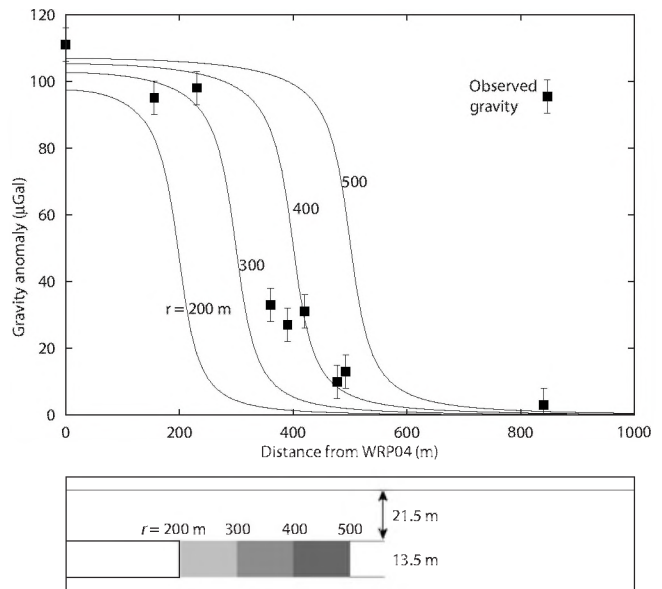 120
100
80
60
40
20
0
Gravity anomaly (μGal)
Observed
gravity
500
400
300
r = 200 m
0 200 400 600 800 1000
Distance from WRP04 (m)
21.5 m
r = 200 m 300 400 500
13.5 m